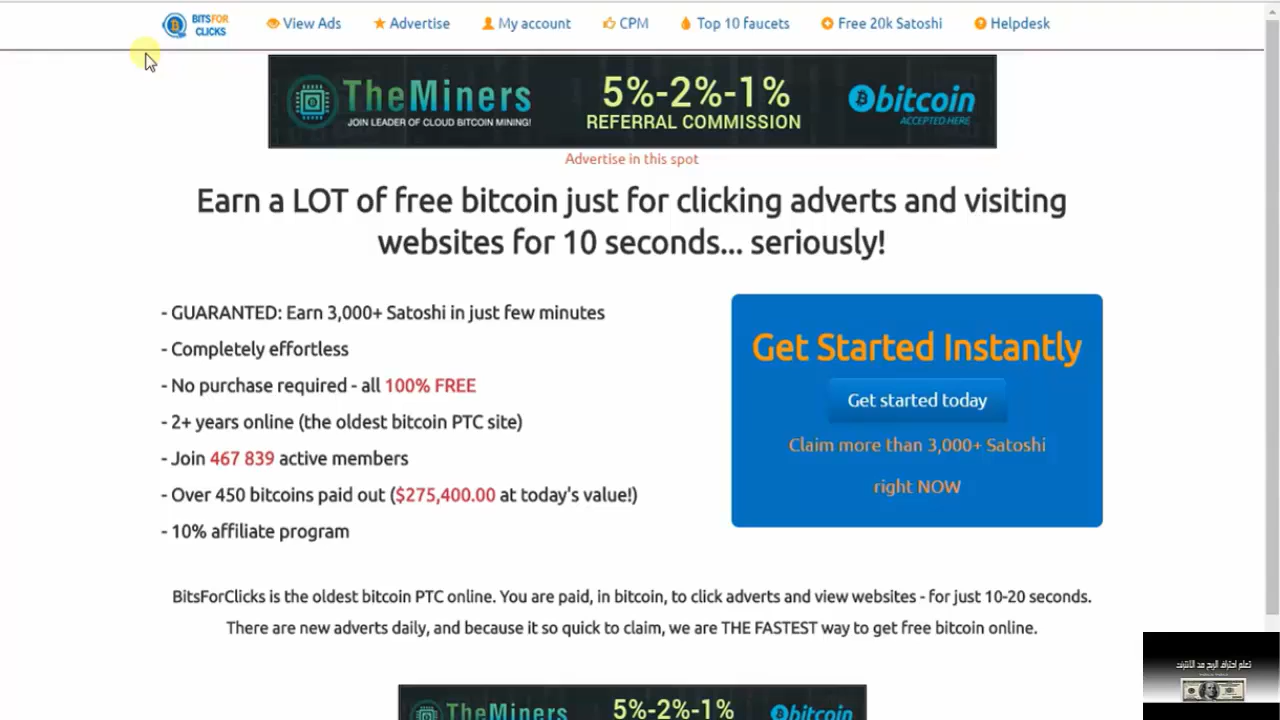 BITSFOR CLICKS
View Ads
Advertise
My account
CPM
Top 10 faucets
Free 20k Satoshi
Helpdesk
TheMiners
JOIN LEADER OF CLOUD BITCOIN MINING!
5%-2%-1%
REFERRAL COMMISSION
bitcoin
ACCEPTED HERE
Advertise in this spot
Earn a LOT of free bitcoin just for clicking adverts and visiting
websites for 10 seconds... seriously!
- GUARANTED: Earn 3,000+ Satoshi in just few minutes
- Completely effortless
- No purchase required - all 100% FREE
- 2+ years online (the oldest bitcoin PTC site)
- Join 467 839 active members
- Over 450 bitcoins paid out ($275,400.00 at today's value!)
- 10% affiliate program
Get Started Instantly
Get started today
Claim more than 3,000+ Satoshi
right NOW
BitsForClicks is the oldest bitcoin PTC online. You are paid, in bitcoin, to click adverts and view websites - for just 10-20 seconds.
There are new adverts daily, and because it so quick to claim, we are THE FASTEST way to get free bitcoin online.
TheMiners
5%-2%-1%
bitcoin
تعلم احتراف الربح من الانترنت